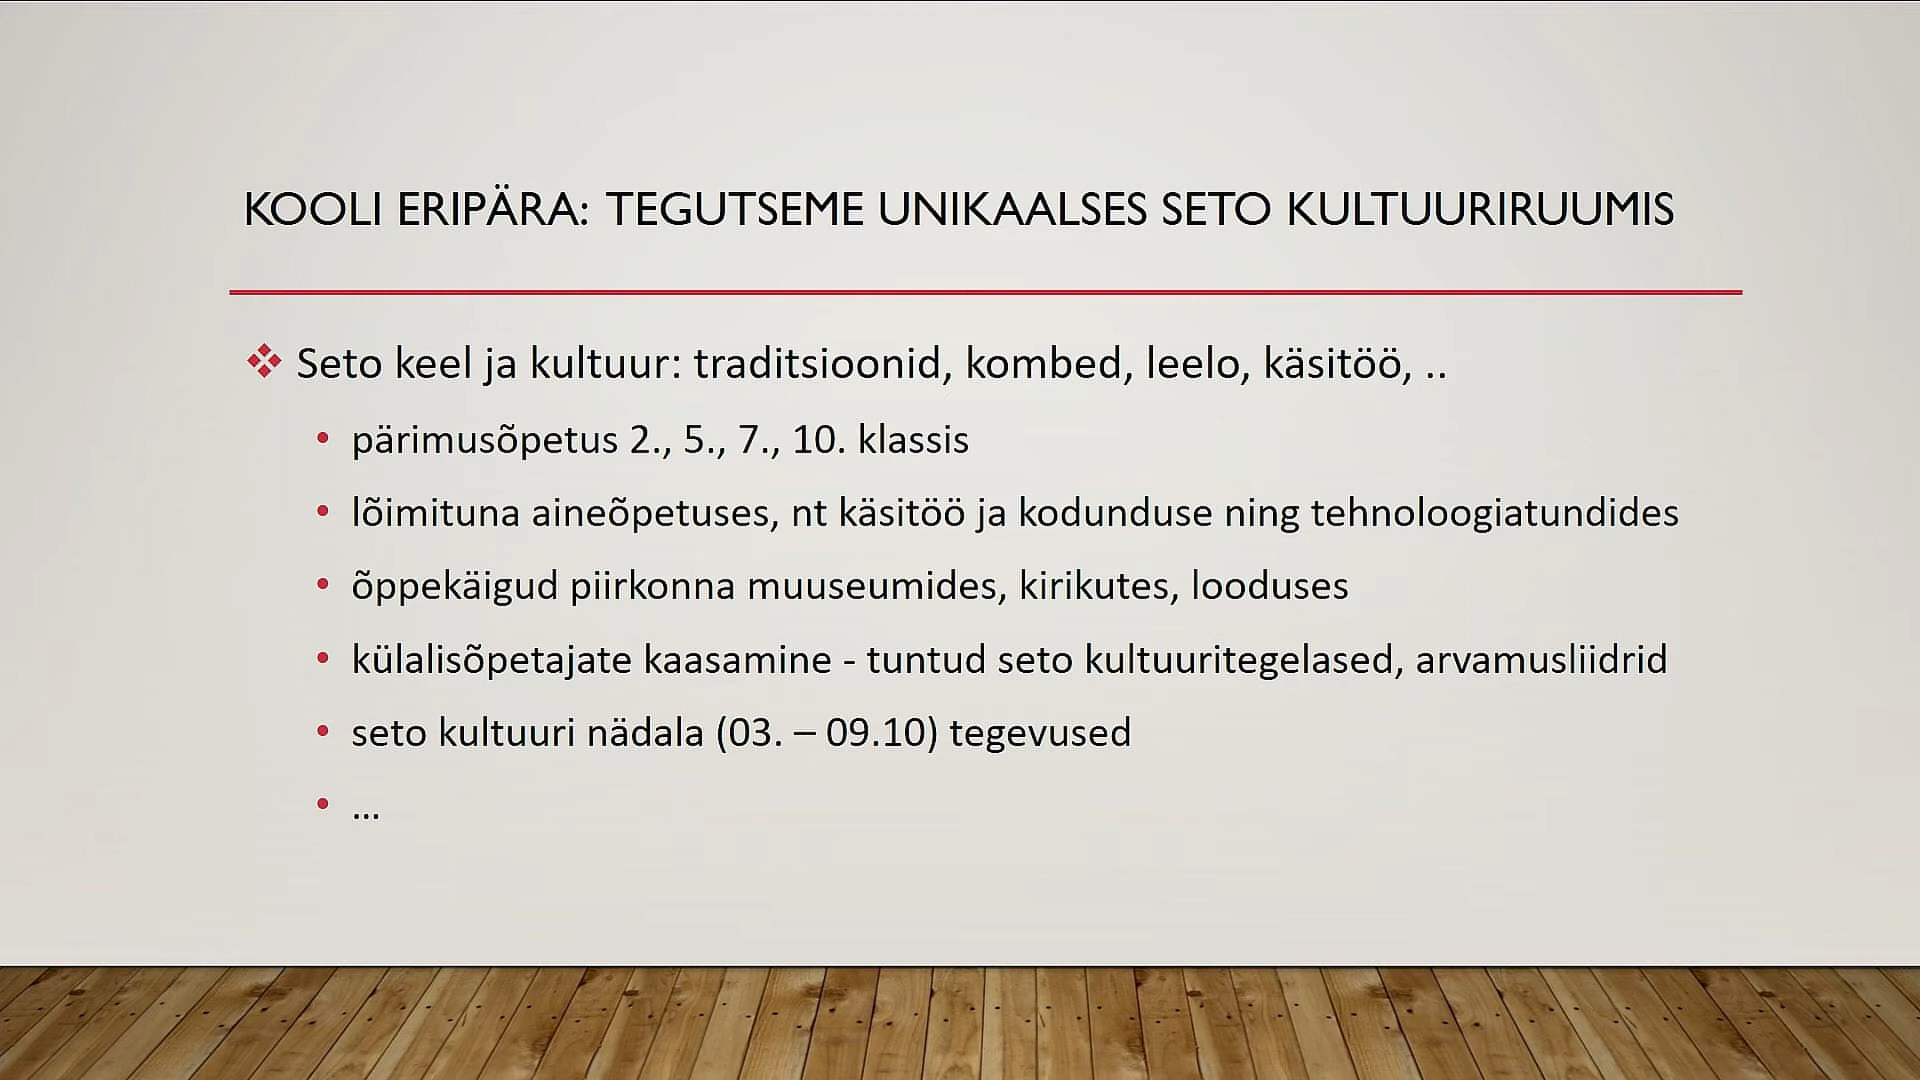 KOOLI ERIPÄRA: TEGUTSEME UNIKAALSES SETO KULTUURIRUUMIS
❖ Seto keel ja kultuur: traditsioonid, kombed, leelo, käsitöö, ..
• pärimusõpetus 2., 5., 7., 10. klassis
• lõimituna aineõpetuses, nt käsitöö ja kodunduse ning tehnoloogiatundides
• õppekäigud piirkonna muuseumides, kirikutes, looduses
• külalisõpetajate kaasamine - tuntud seto kultuuritegelased, arvamusliidrid
• seto kultuuri nädala (03. – 09.10) tegevused
• …